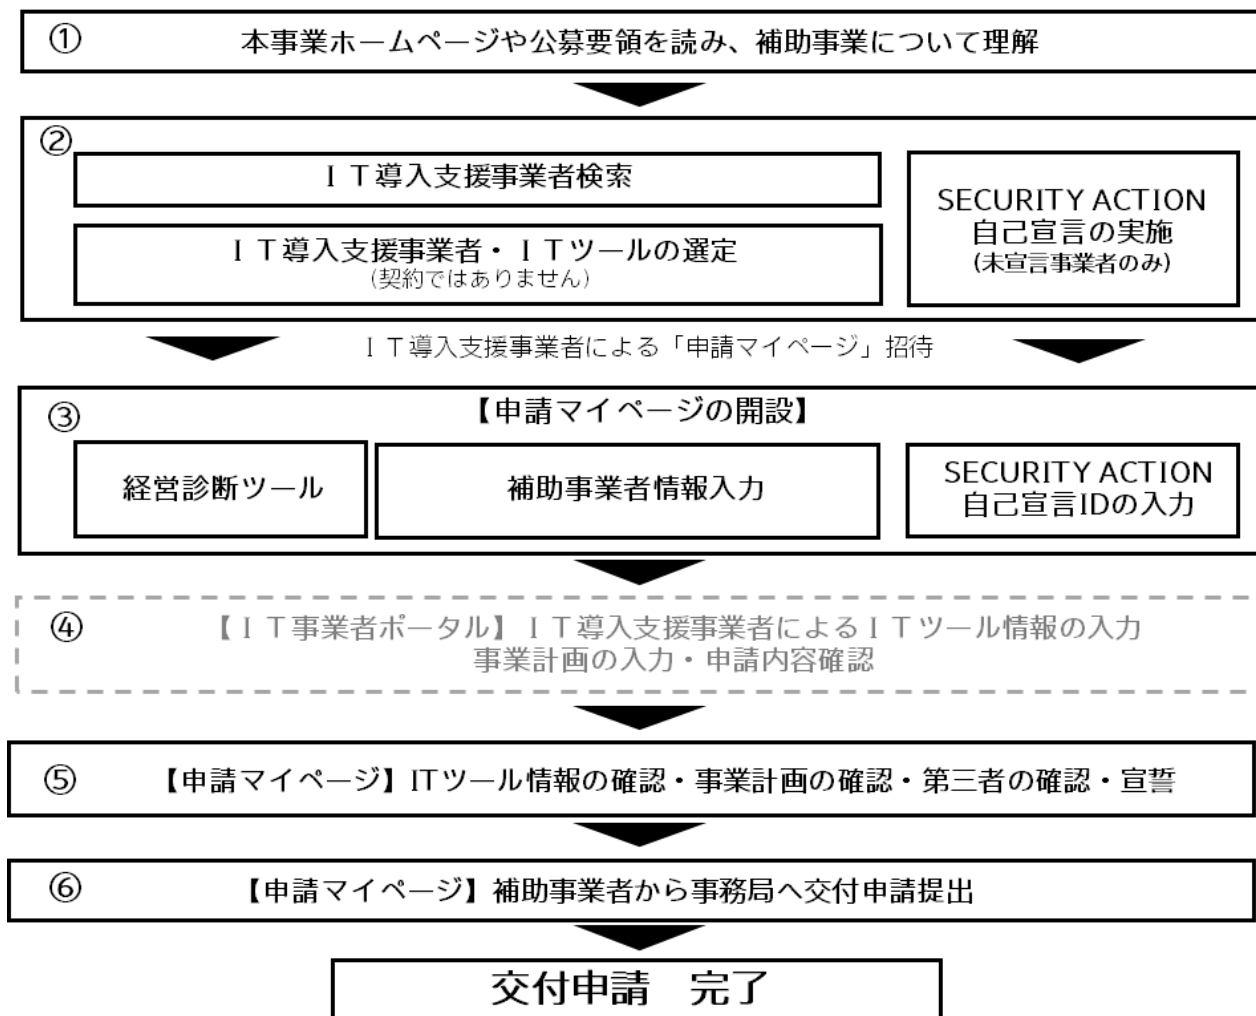 ① 本事業ホームページや公募要領を読み、補助事業について理解
②
ＩＴ導入支援事業者検索
ＩＴ導入支援事業者・ＩＴツールの選定
（契約ではありません）
SECURITY ACTION
自己宣言の実施
（未宣言事業者のみ）
ＩＴ導入支援事業者による「申請マイページ」招待
③ 【申請マイページの開設】
経営診断ツール
補助事業者情報入力
SECURITY ACTION
自己宣言IDの入力
④ 【ＩＴ事業者ポータル】ＩＴ導入支援事業者によるＩＴツール情報の入力
事業計画の入力・申請内容確認
⑤ 【申請マイページ】ITツール情報の確認・事業計画の確認・第三者の確認・宣誓
⑥ 【申請マイページ】補助事業者から事務局へ交付申請提出
交付申請　完了